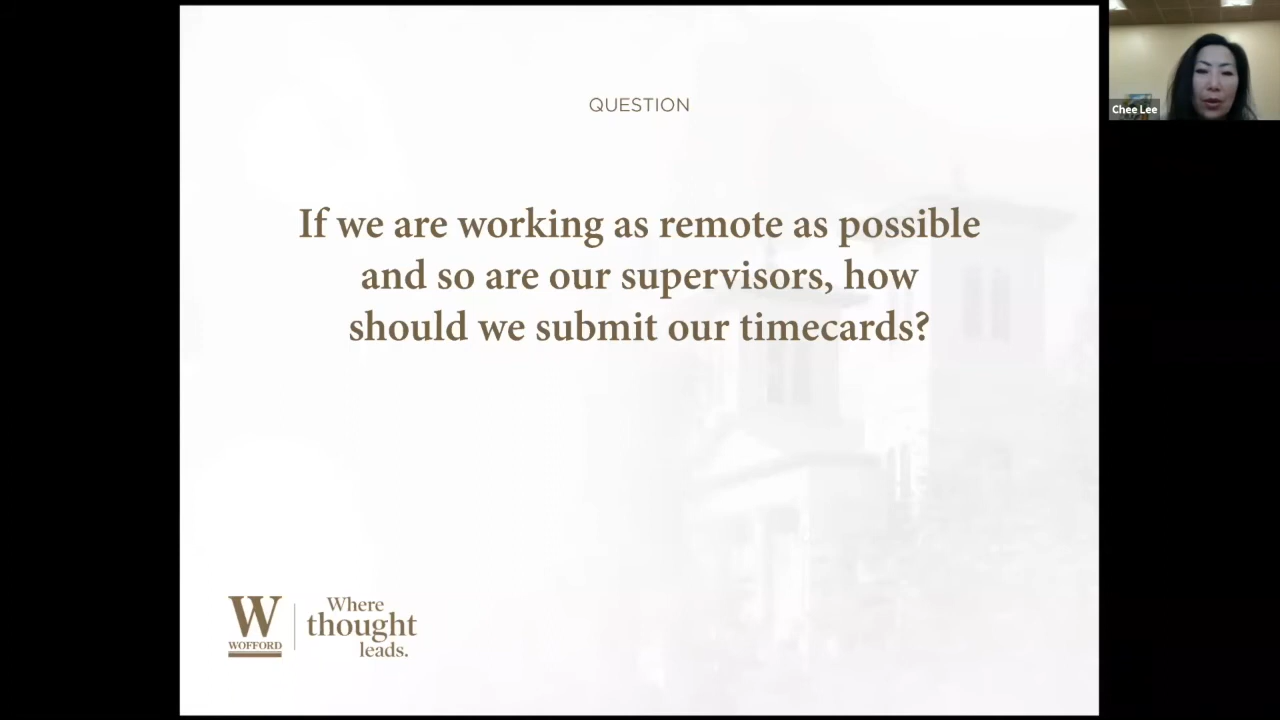 QUESTION
If we are working as remote as possible
and so are our supervisors, how
should we submit our timecards?
W
WOFFORD
Where
thought
leads.
Chee Lee